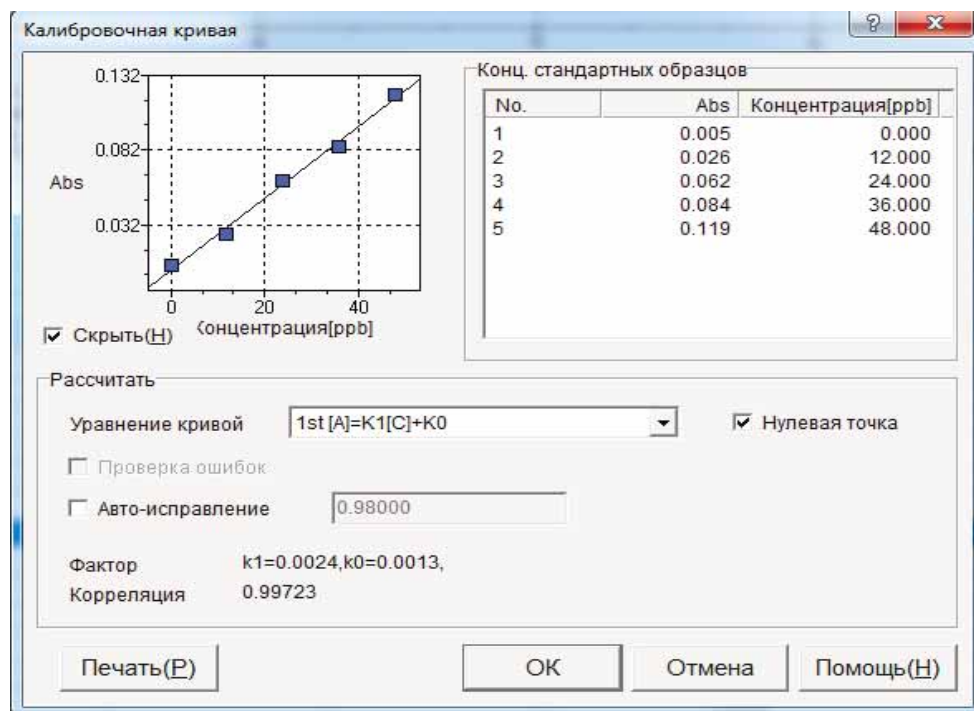 Калибровочная кривая
0.132
0.082
Abs
0.032
0 20 40
Концентрация[ppb]
Скрыть(H)
Конц. стандартных образцов
No. Abs Концентрация[ppb]
1 0.005 0.000
2 0.026 12.000
3 0.062 24.000
4 0.084 36.000
5 0.119 48.000
Рассчитать
Уравнение кривой 1st [A]=K1[C]+K0 Нулевая точка
Проверка ошибок
Авто-исправление 0.98000
Фактор k1=0.0024,k0=0.0013,
Корреляция 0.99723
Печать(P) OK Отмена Помощь(H)